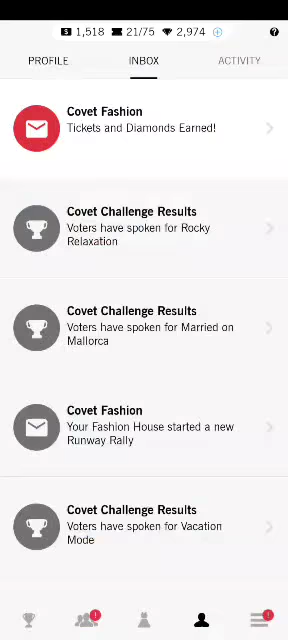 1,518 21/75 2,974 ?
PROFILE INBOX ACTIVITY
Covet Fashion
Tickets and Diamonds Earned!
Covet Challenge Results
Voters have spoken for Rocky
Relaxation
Covet Challenge Results
Voters have spoken for Married on
Mallorca
Covet Fashion
Your Fashion House started a new
Runway Rally
Covet Challenge Results
Voters have spoken for Vacation
Mode
! !